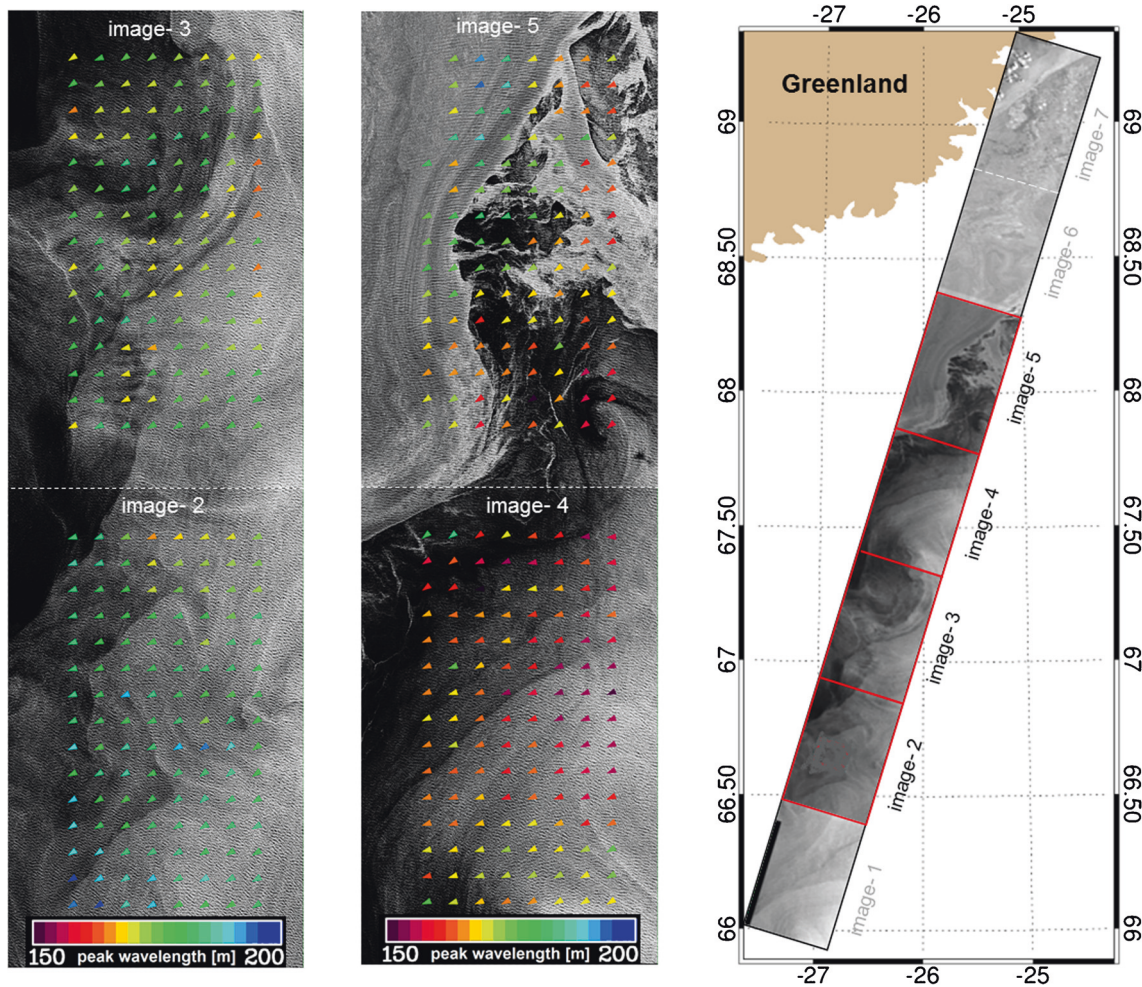 image- 3
image- 2
150 peak wavelength [m] 200
image- 5
image- 4
150 peak wavelength [m] 200
-27 -26 -25
Greenland
image-7
image- 6
image- 5
image- 4
image- 3
image- 2
image- 1
69
68.50
68
67.50
67
66.50
66
69
68.50
68
67.50
67
66.50
66
-27 -26 -25